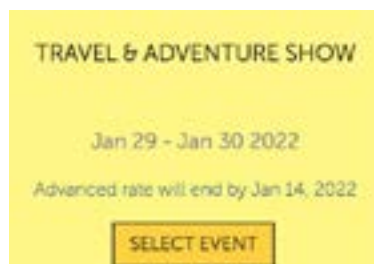 TRAVEL & ADVENTURE SHOW
Jan 29 - Jan 30 2022
Advanced rate will end by Jan 14, 2022
SELECT EVENT